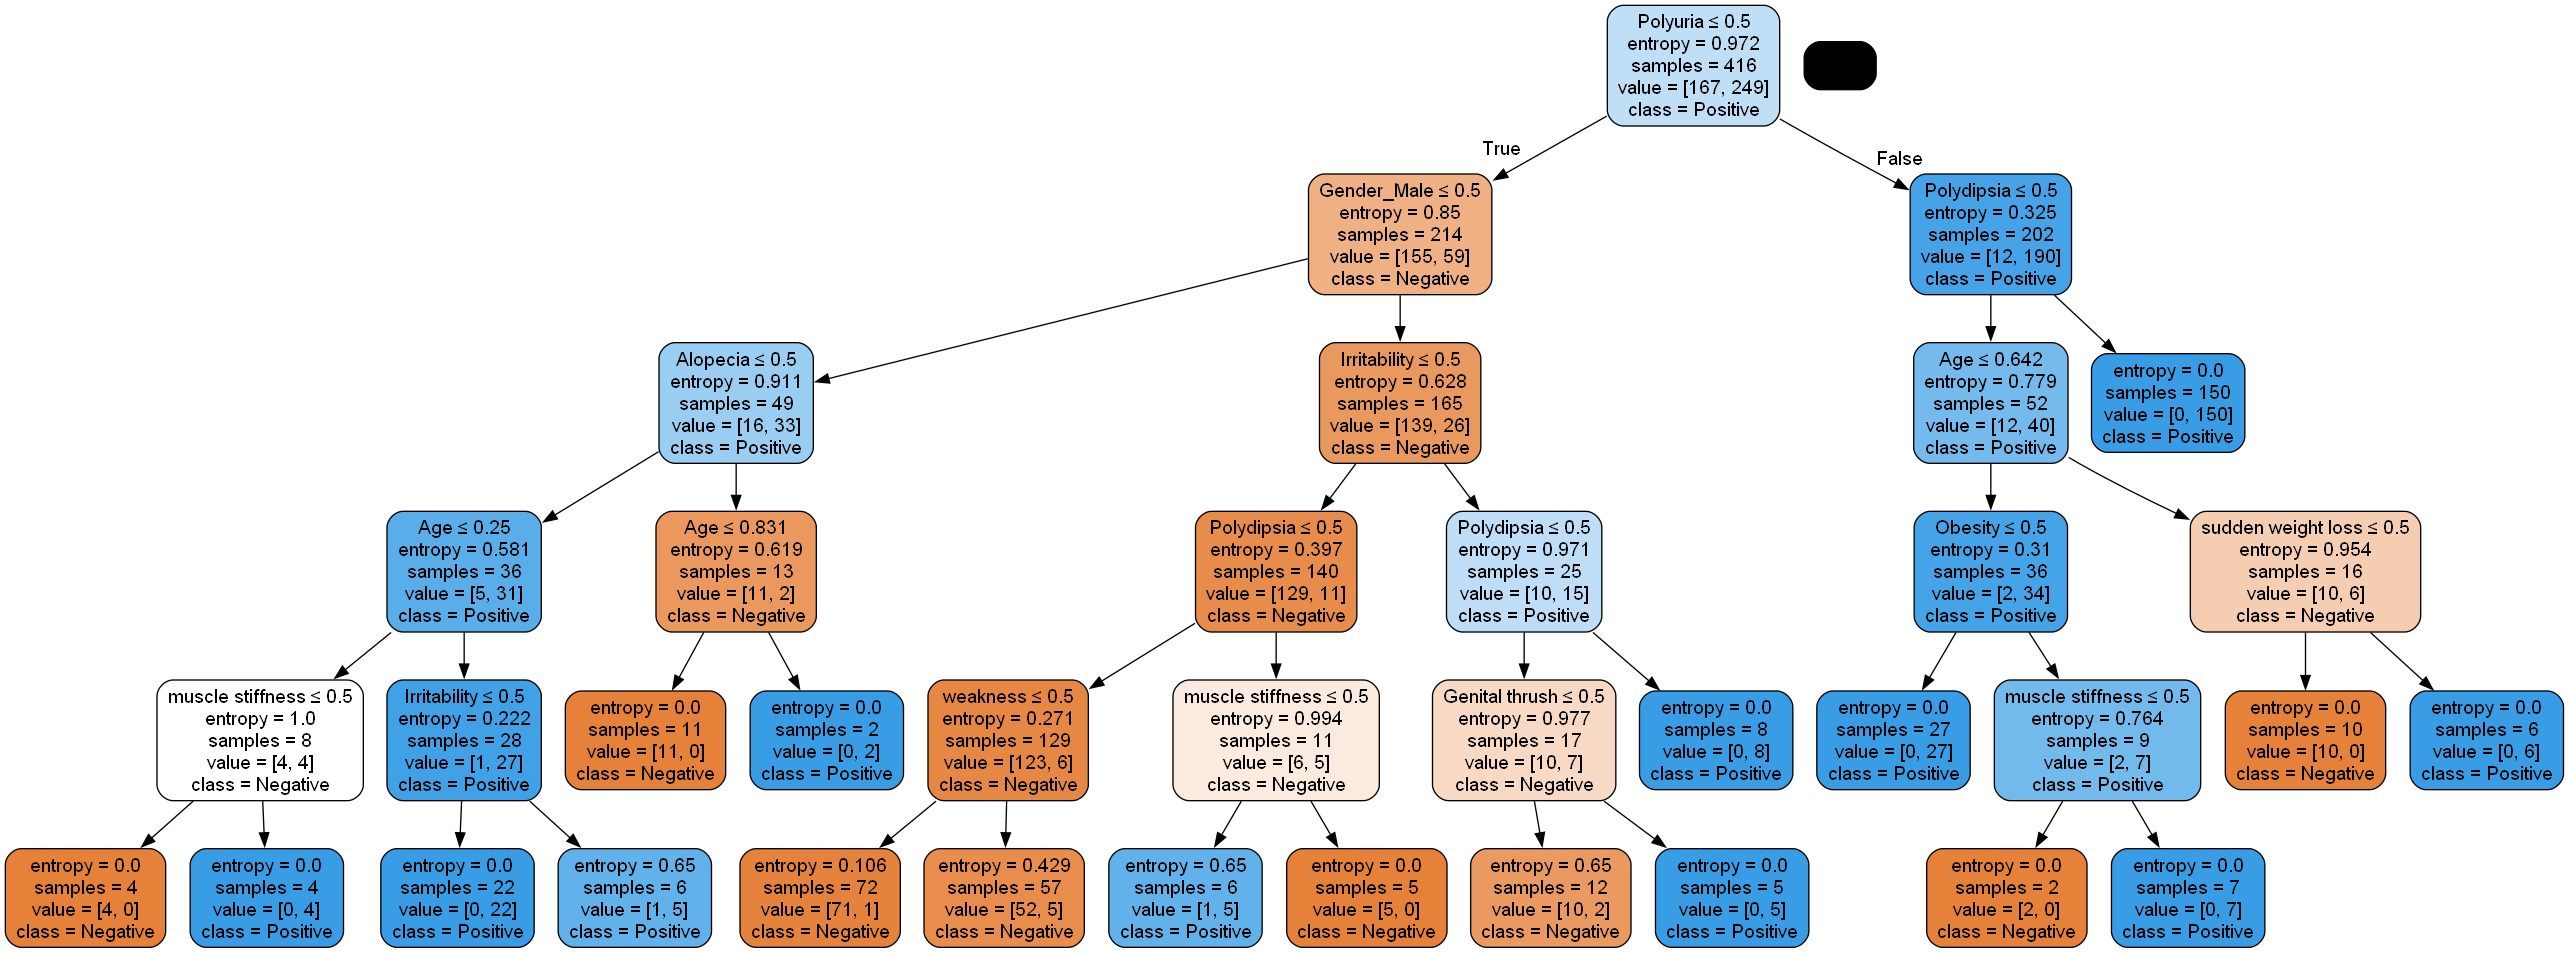 Polyuria ≤ 0.5
entropy = 0.972
samples = 416
value = [167, 249]
class = Positive
True
False
Gender_Male ≤ 0.5
entropy = 0.85
samples = 214
value = [155, 59]
class = Negative
Polydipsia ≤ 0.5
entropy = 0.325
samples = 202
value = [12, 190]
class = Positive
Alopecia ≤ 0.5
entropy = 0.911
samples = 49
value = [16, 33]
class = Positive
Irritability ≤ 0.5
entropy = 0.628
samples = 165
value = [139, 26]
class = Negative
Age ≤ 0.642
entropy = 0.779
samples = 52
value = [12, 40]
class = Positive
entropy = 0.0
samples = 150
value = [0, 150]
class = Positive
Age ≤ 0.25
entropy = 0.581
samples = 36
value = [5, 31]
class = Positive
Age ≤ 0.831
entropy = 0.619
samples = 13
value = [11, 2]
class = Negative
Polydipsia ≤ 0.5
entropy = 0.397
samples = 140
value = [129, 11]
class = Negative
Polydipsia ≤ 0.5
entropy = 0.971
samples = 25
value = [10, 15]
class = Positive
Obesity ≤ 0.5
entropy = 0.31
samples = 36
value = [2, 34]
class = Positive
sudden weight loss ≤ 0.5
entropy = 0.954
samples = 16
value = [10, 6]
class = Negative
muscle stiffness ≤ 0.5
entropy = 1.0
samples = 8
value = [4, 4]
class = Negative
Irritability ≤ 0.5
entropy = 0.222
samples = 28
value = [1, 27]
class = Positive
entropy = 0.0
samples = 11
value = [11, 0]
class = Negative
entropy = 0.0
samples = 2
value = [0, 2]
class = Positive
weakness ≤ 0.5
entropy = 0.271
samples = 129
value = [123, 6]
class = Negative
muscle stiffness ≤ 0.5
entropy = 0.994
samples = 11
value = [6, 5]
class = Negative
Genital thrush ≤ 0.5
entropy = 0.977
samples = 17
value = [10, 7]
class = Negative
entropy = 0.0
samples = 8
value = [0, 8]
class = Positive
entropy = 0.0
samples = 27
value = [0, 27]
class = Positive
muscle stiffness ≤ 0.5
entropy = 0.764
samples = 9
value = [2, 7]
class = Positive
entropy = 0.0
samples = 10
value = [10, 0]
class = Negative
entropy = 0.0
samples = 6
value = [0, 6]
class = Positive
entropy = 0.0
samples = 4
value = [4, 0]
class = Negative
entropy = 0.0
samples = 4
value = [0, 4]
class = Positive
entropy = 0.0
samples = 22
value = [0, 22]
class = Positive
entropy = 0.65
samples = 6
value = [1, 5]
class = Positive
entropy = 0.106
samples = 72
value = [71, 1]
class = Negative
entropy = 0.429
samples = 57
value = [52, 5]
class = Negative
entropy = 0.65
samples = 6
value = [1, 5]
class = Positive
entropy = 0.0
samples = 5
value = [5, 0]
class = Negative
entropy = 0.65
samples = 12
value = [10, 2]
class = Negative
entropy = 0.0
samples = 5
value = [0, 5]
class = Positive
entropy = 0.0
samples = 2
value = [2, 0]
class = Negative
entropy = 0.0
samples = 7
value = [0, 7]
class = Positive